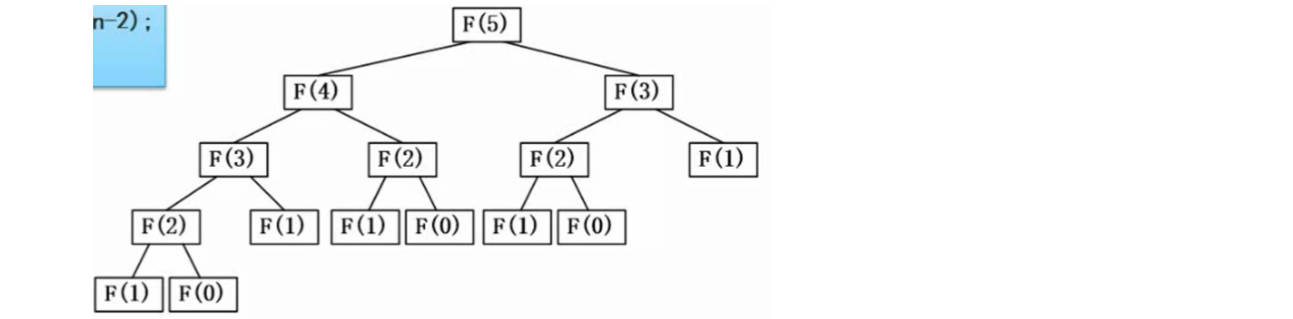 n-2);
F(5)
F(4) F(3)
F(3) F(2) F(2) F(1)
F(2) F(1) F(1) F(0) F(1) F(0)
F(1) F(0)